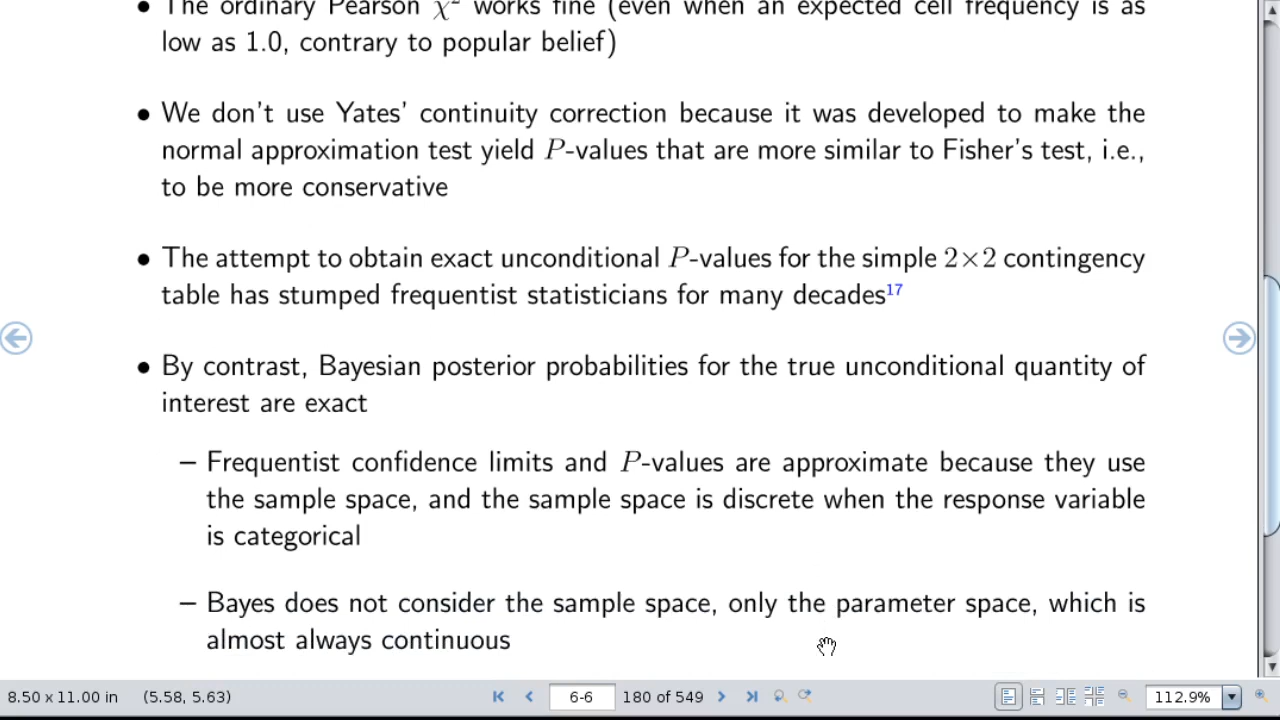 • The ordinary Pearson χ² works fine (even when an expected cell frequency is as
low as 1.0, contrary to popular belief)
• We don't use Yates' continuity correction because it was developed to make the
normal approximation test yield P-values that are more similar to Fisher's test, i.e.,
to be more conservative
• The attempt to obtain exact unconditional P-values for the simple 2×2 contingency
table has stumped frequentist statisticians for many decades¹⁷
• By contrast, Bayesian posterior probabilities for the true unconditional quantity of
interest are exact
– Frequentist confidence limits and P-values are approximate because they use
the sample space, and the sample space is discrete when the response variable
is categorical
– Bayes does not consider the sample space, only the parameter space, which is
almost always continuous
8.50 x 11.00 in (5.58, 5.63) 6-6 180 of 549 112.9%